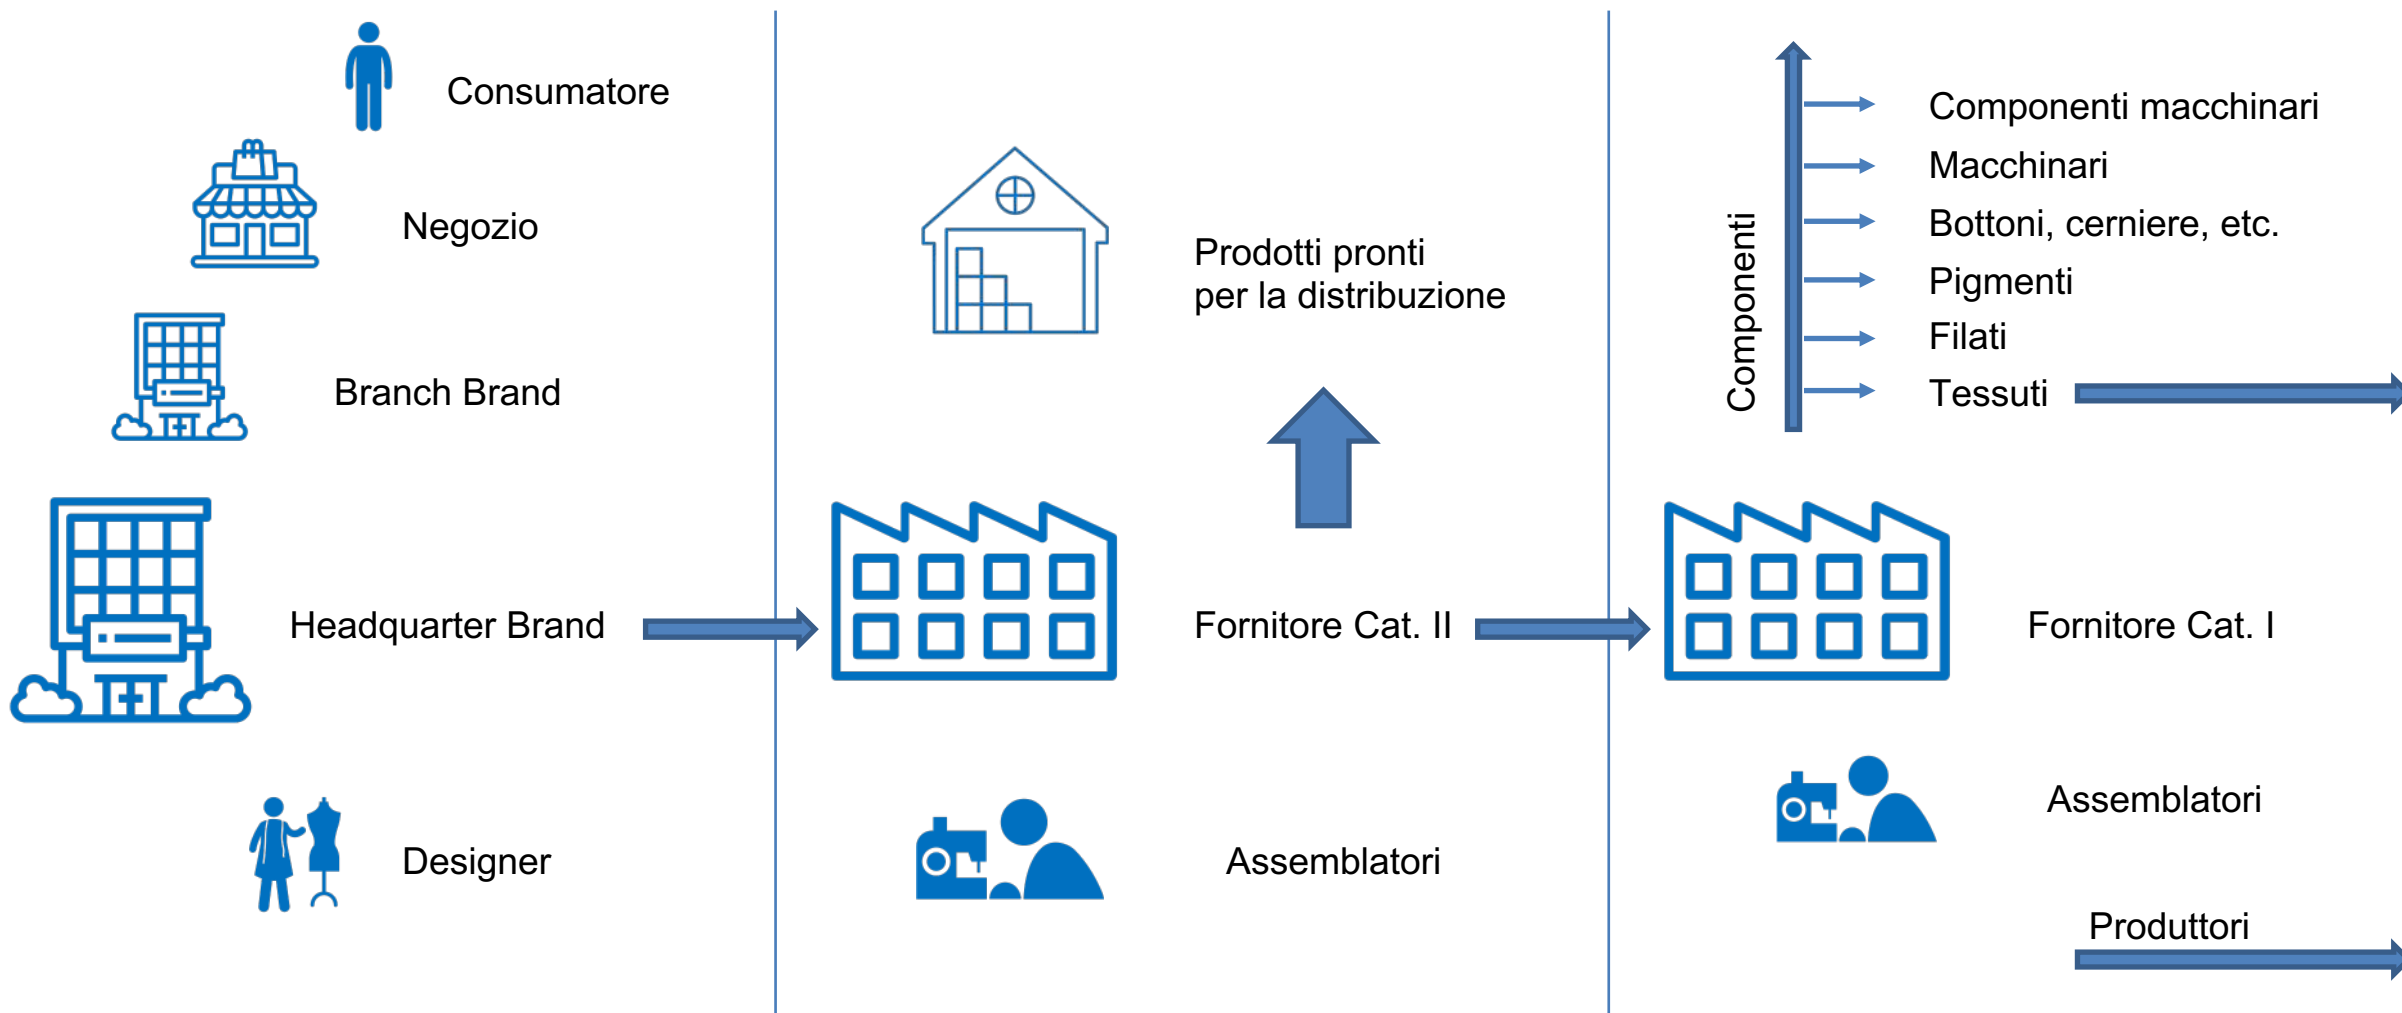 Consumatore
Negozio
Branch Brand
Headquarter Brand
Designer
Prodotti pronti
per la distribuzione
Fornitore Cat. II
Assemblatori
Componenti
Componenti macchinari
Macchinari
Bottoni, cerniere, etc.
Pigmenti
Filati
Tessuti
Fornitore Cat. I
Assemblatori
Produttori